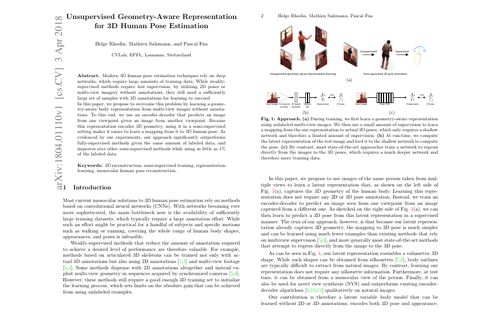 arXiv:1804.01110v1 [cs.CV] 3 Apr 2018
Unsupervised Geometry-Aware Representation
for 3D Human Pose Estimation
Helge Rhodin, Mathieu Salzmann, Pascal Fua
CVLab, EPFL, Lausanne, Switzerland
Abstract. Modern 3D human pose estimation techniques rely on deep
networks, which require large amounts of training data. While weakly-
supervised methods require less supervision, by utilizing 2D poses or
multi-view imagery without annotations, they still need a sufficiently
large set of samples with 3D annotations for learning to succeed.
In this paper, we propose to overcome this problem by learning a geome-
try-aware body representation from multi-view images without annota-
tions. To this end, we use an encoder-decoder that predicts an image from
one viewpoint given an image from another viewpoint. Because
this representation encodes 3D geometry, using it in a semi-supervised
setting makes it easier to learn a mapping from it to 3D human pose. As
evidenced by our experiments, our approach significantly outperforms
fully-supervised methods given the same amount of labeled data, and
improves over other semi-supervised methods while using as little as 1%
of the labeled data.
Keywords: 3D reconstruction, semi-supervised training, representation
learning, monocular human pose reconstruction.
1 Introduction
Most current monocular solutions to 3D human pose estimation rely on methods
based on convolutional neural networks (CNNs). With networks becoming ever
more sophisticated, the main bottleneck now is the availability of sufficiently
large training datasets, which typically require a large annotation effort. While
such an effort might be practical for a handful of subjects and specific motions
such as walking or running, covering the whole range of human body shapes,
appearances, and poses is infeasible.
Weakly-supervised methods that reduce the amount of annotation required
to achieve a desired level of performance are therefore valuable. For example,
methods based on articulated 3D skeletons can be trained not only with ac-
tual 3D annotations but also using 2D annotations and multi-view footage
Some methods dispense with 2D annotations altogether and instead ex-
ploit multi-view geometry in sequences acquired by synchronized cameras
However, these methods still require a good enough 3D training set to initialize
the learning process, which sets limits on the absolute gain that can be achieved
from using unlabeled examples.
2 Helge Rhodin, Mathieu Salzmann, Pascal Fua
(a)
(b)
(c)
Fig. 1: Approach. (a) During training, we first learn a geometry-aware representation
using unlabeled multi-view images. We then use a small amount of supervision to learn
a mapping from the our representation to actual 3D poses, which only requires a shallow
network and therefore a limited amount of supervision. (b) At run-time, we compute
the latent representation of the test image and feed it to the shallow network to compute
the pose. (c) By contrast, most state-of-the-art approaches train a network to regress
directly from the images to the 3D poses, which requires a much deeper network and
therefore more training data.
In this paper, we propose to use images of the same person taken from mul-
tiple views to learn a latent representation that, as shown on the left side of
Fig. 1(a), captures the 3D geometry of the human body. Learning this repre-
sentation does not require any 2D or 3D pose annotation. Instead, we train an
encoder-decoder to predict an image seen from one viewpoint from an image
captured from a different one. As sketched on the right side of Fig. 1(a), we can
then learn to predict a 3D pose from this latent representation in a supervised
manner. The crux of our approach, however, is that because our latent representation
already captures 3D geometry, the mapping to 3D pose is much simpler
and can be learned using much fewer examples than existing methods that rely
on multiview supervision and more generally most state-of-the-art methods
that attempt to regress directly from the image to the 3D pose.
As can be seen in Fig. 1, our latent representation resembles a volumetric 3D
shape. While such shapes can be obtained from silhouettes body outlines
are typically difficult to extract from natural images. By contrast, learning our
representation does not require any silhouette information. Furthermore, at test
time, it can be obtained from a monocular view of the person. Finally, it can
also be used for novel view synthesis (NVS) and outperforms existing encoder-
decoder algorithms qualitatively on natural images.
Our contribution is therefore a latent variable body model that can be
learned without 2D or 3D annotations, encodes both 3D pose and appearance,